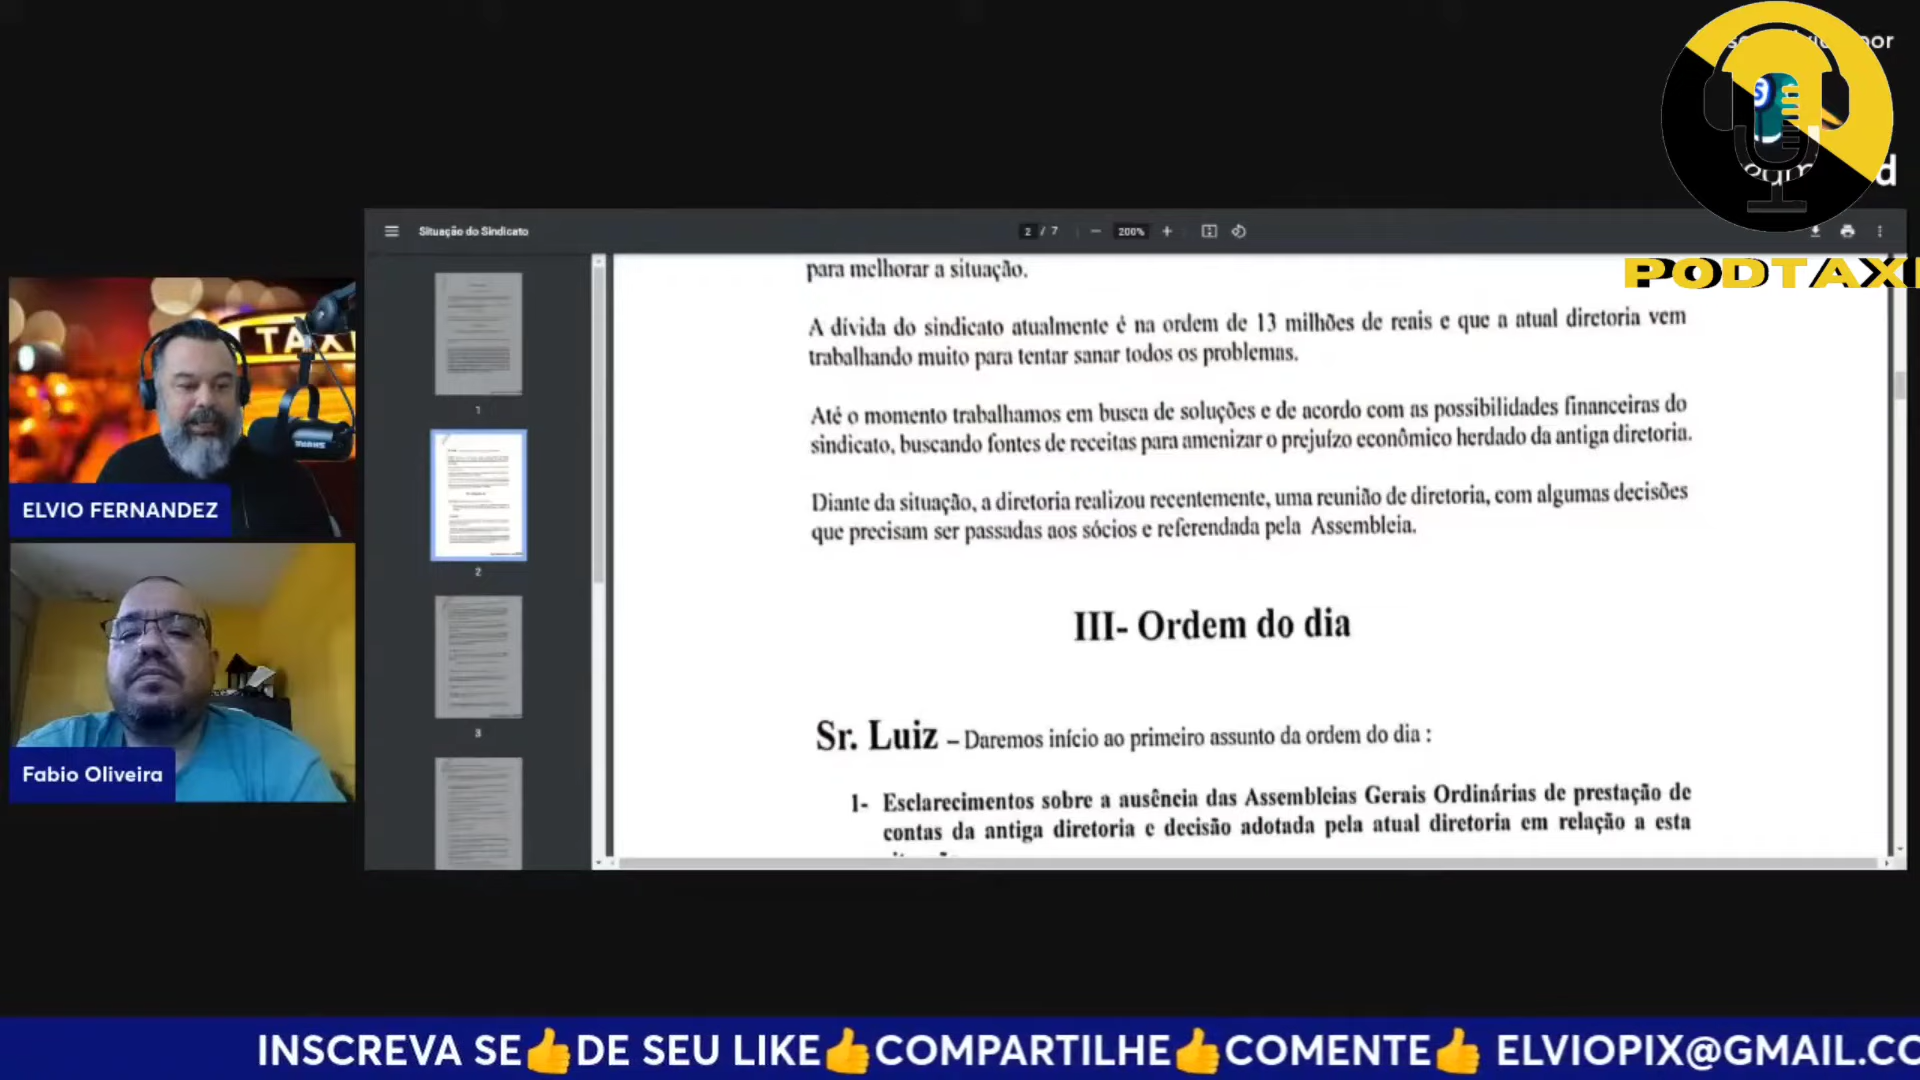 PODTAXI
Situação do Sindicato
2 / 7
200%
para melhorar a situação.
A dívida do sindicato atualmente é na ordem de 13 milhões de reais e que a atual diretoria vem
trabalhando muito para tentar sanar todos os problemas.
Até o momento trabalhamos em busca de soluções e de acordo com as possibilidades financeiras do
sindicato, buscando fontes de receitas para amenizar o prejuízo econômico herdado da antiga diretoria.
Diante da situação, a diretoria realizou recentemente, uma reunião de diretoria, com algumas decisões
que precisam ser passadas aos sócios e referendada pela Assembleia.
III- Ordem do dia
Sr. Luiz – Daremos início ao primeiro assunto da ordem do dia :
1- Esclarecimentos sobre a ausência das Assembleias Gerais Ordinárias de prestação de
contas da antiga diretoria e decisão adotada pela atual diretoria em relação a esta
1
2
3
TAXI
ELVIO FERNANDEZ
Fabio Oliveira
INSCREVA SE👍DE SEU LIKE👍COMPARTILHE👍COMENTE👍 ELVIOPIX@GMAIL.CO